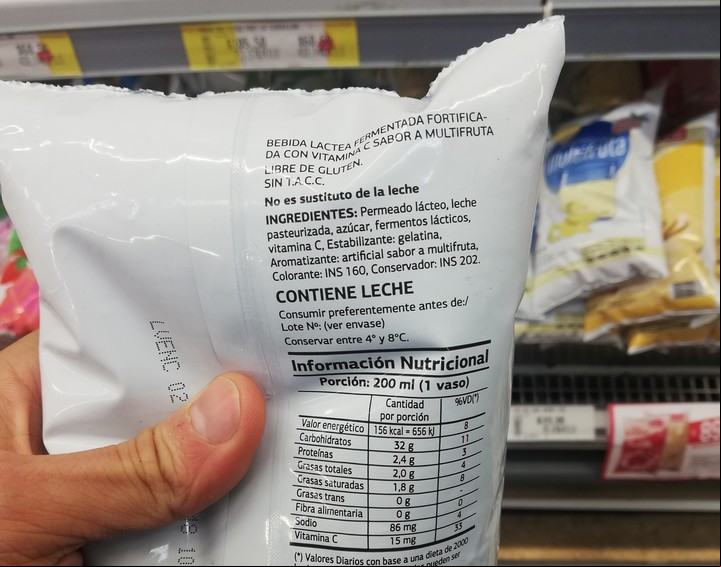 BEBIDA LACTEA FERMENTADA FORTIFICA-
DA CON VITAMINA C SABOR A MULTIFRUTA
LIBRE DE GLUTEN.
SIN T.A.C.C.
No es sustituto de la leche
INGREDIENTES: Permeado lácteo, leche
pasteurizada, azúcar, fermentos lácticos,
vitamina C, Estabilizante: gelatina,
Aromatizante: artificial sabor a multifruta,
Colorante: INS 160, Conservador: INS 202.
CONTIENE LECHE
Consumir preferentemente antes de:/
Lote Nº: (ver envase)
Conservar entre 4° y 8°C.
Información Nutricional
Porción: 200 ml (1 vaso)
Cantidad por porción %VD(*)
Valor energético 156 kcal = 656 kJ 8
Carbohidratos 32 g 11
Proteínas 2,4 g 3
Grasas totales 2,0 g 4
Grasas saturadas 1,8 g 8
Grasas trans 0 g -
Fibra alimentaria 0 g 0
Sodio 86 mg 4
Vitamina C 15 mg 33
(*) Valores Diarios con base a una dieta de 2000